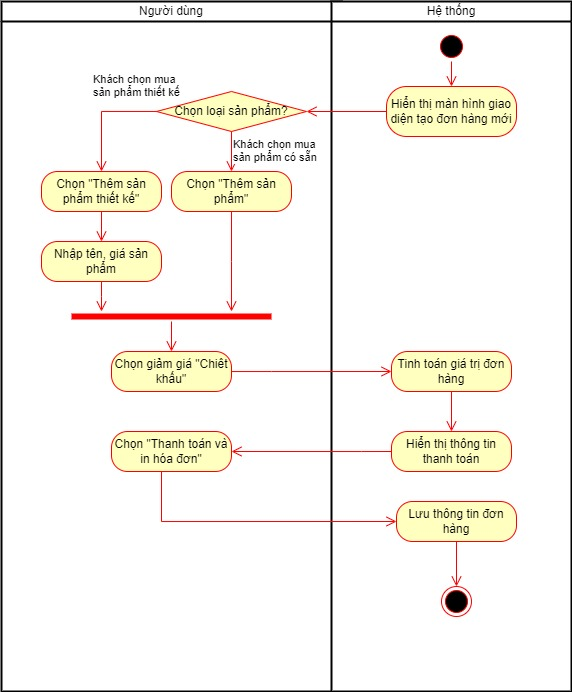 Người dùng
Hệ thống
Hiển thị màn hình giao
diện tạo đơn hàng mới
Khách chọn mua
sản phẩm thiết kế
Chọn loại sản phẩm?
Khách chọn mua
sản phẩm có sẵn
Chọn "Thêm sản
phẩm thiết kế"
Chọn "Thêm sản
phẩm"
Nhập tên, giá sản
phẩm
Chọn giảm giá "Chiết
khấu"
Tính toán giá trị đơn
hàng
Hiển thị thông tin
thanh toán
Chọn "Thanh toán và
in hóa đơn"
Lưu thông tin đơn
hàng